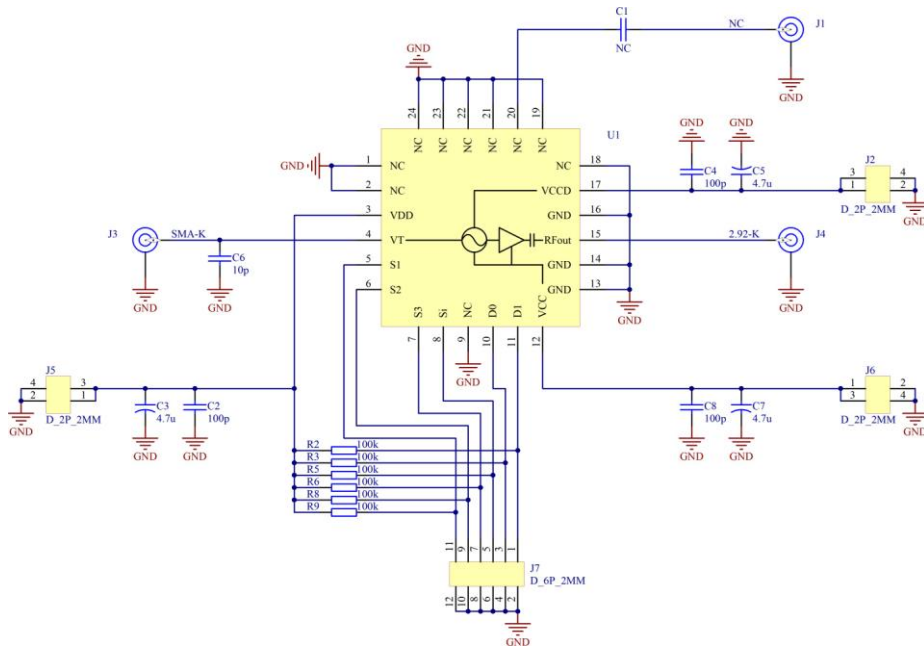 C1
NC
NC
J1
GND
GND
24
23
22
21
20
19
NC
NC
NC
NC
NC
NC
U1
GND
GND
GND
1
NC
2
NC
3
VDD
4
VT
5
S1
6
S2
NC
18
VCCD
17
GND
16
RFout
15
GND
14
GND
13
C4
100p
C5
4.7u
J2
3
4
1
2
D_2P_2MM
GND
J3
SMA-K
C6
10p
GND
GND
2.92-K
J4
GND
GND
S3
Si
NC
D0
D1
VCC
7
8
9
10
11
12
GND
J5
4
3
2
1
D_2P_2MM
GND
C3
4.7u
C2
100p
GND
GND
C8
100p
C7
4.7u
GND
GND
J6
1
2
3
4
D_2P_2MM
GND
R2
100k
R3
100k
R5
100k
R6
100k
R8
100k
R9
100k
11
9
7
5
3
1
J7
D_6P_2MM
12
10
8
6
4
2
GND